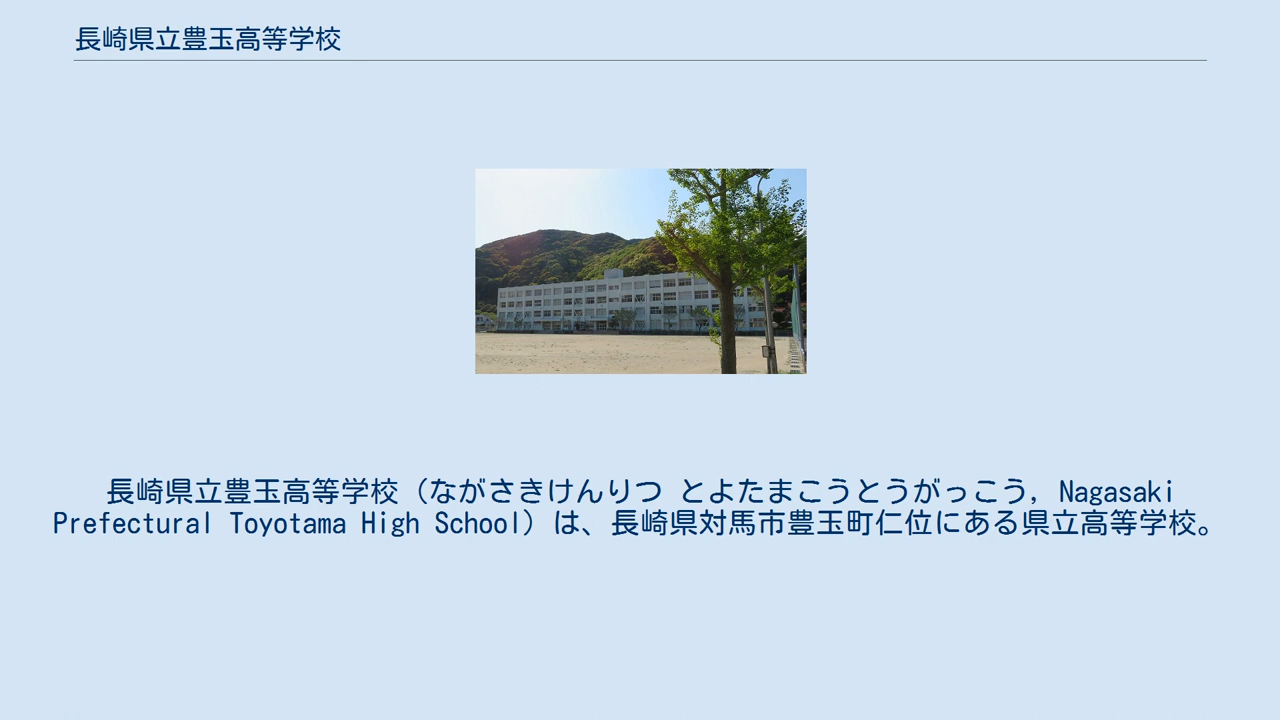 長崎県立豊玉高等学校
長崎県立豊玉高等学校（ながさきけんりつ とよたまこうとうがっこう, Nagasaki
Prefectural Toyotama High School）は、長崎県対馬市豊玉町仁位にある県立高等学校。